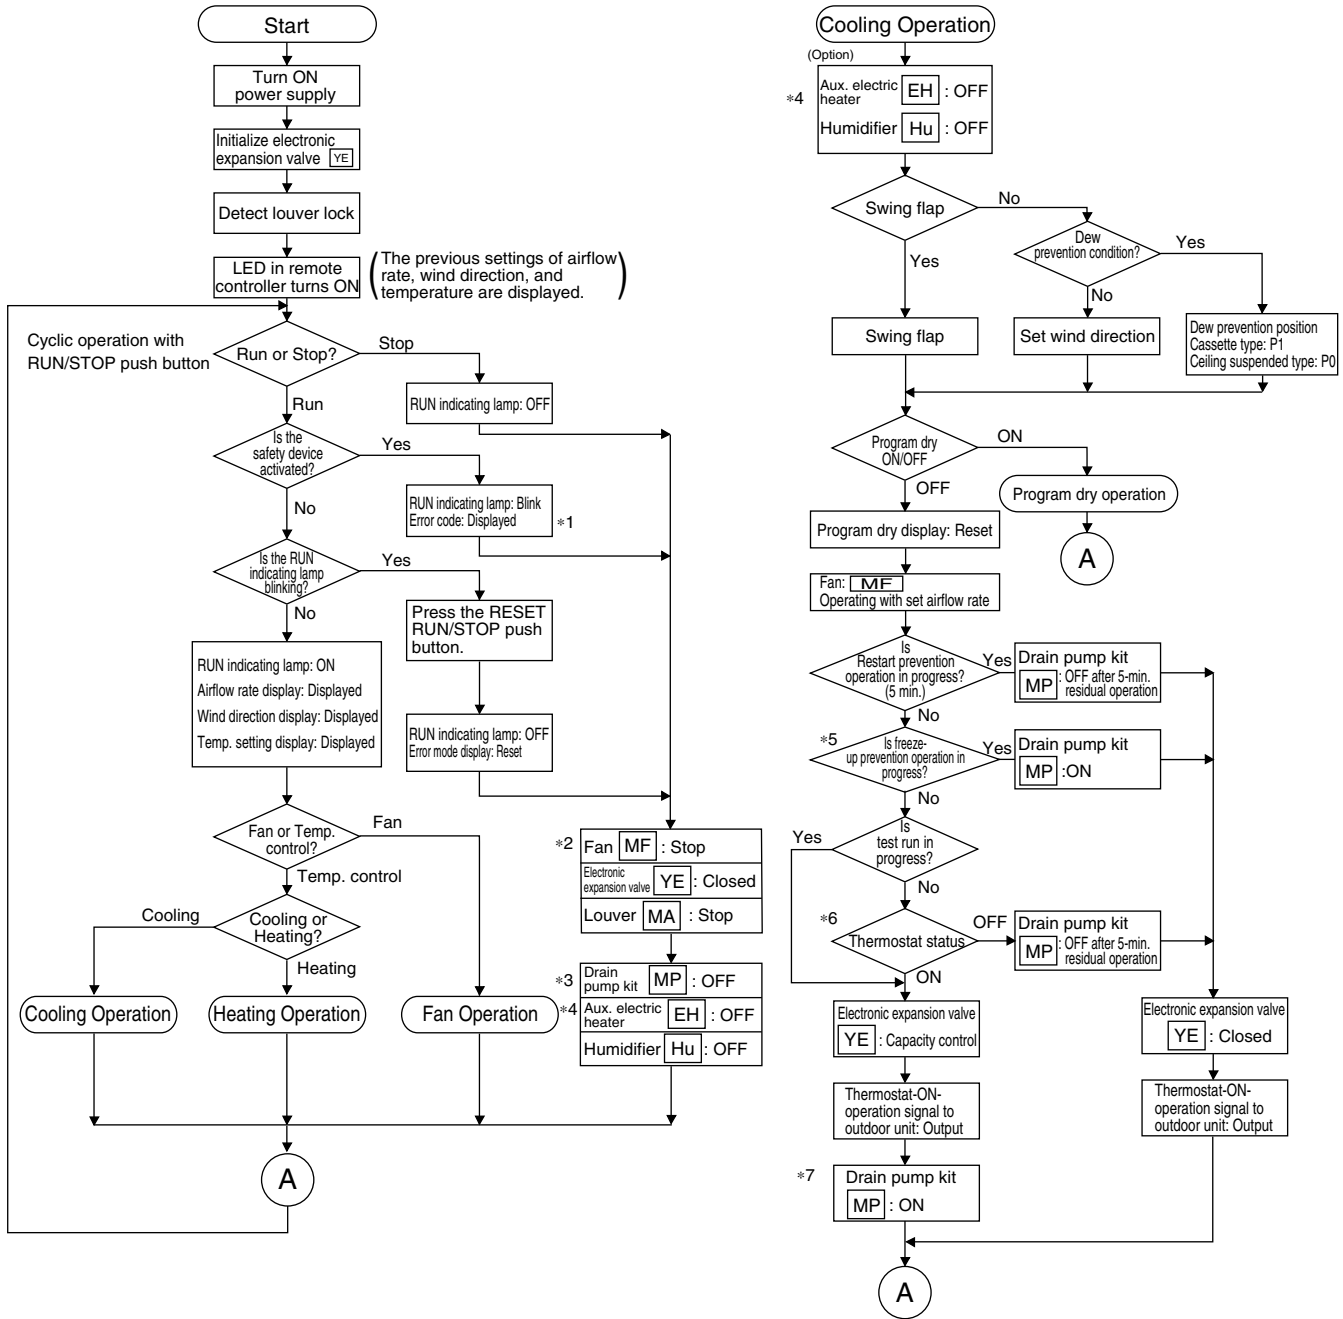 Start
Turn ON
power supply
Initialize electronic
expansion valve YE
Detect louver lock
LED in remote
controller turns ON
(The previous settings of airflow
rate, wind direction, and
temperature are displayed.)
Cyclic operation with
RUN/STOP push button
Run or Stop?
Stop
RUN indicating lamp: OFF
Run
Is the
safety device
activated?
Yes
RUN indicating lamp: Blink
Error code: Displayed
*1
No
Is the RUN
indicating lamp
blinking?
Yes
Press the RESET
RUN/STOP push
button.
RUN indicating lamp: OFF
Error mode display: Reset
No
RUN indicating lamp: ON
Airflow rate display: Displayed
Wind direction display: Displayed
Temp. setting display: Displayed
Fan or Temp.
control?
Fan
Temp. control
Cooling or
Heating?
Cooling
Heating
Cooling Operation
Heating Operation
Fan Operation
*2 Fan MF : Stop
Electronic
expansion valve YE : Closed
Louver MA : Stop
*3 Drain
pump kit MP : OFF
*4 Aux. electric
heater EH : OFF
Humidifier Hu : OFF
A
Cooling Operation
(Option)
*4 Aux. electric
heater EH : OFF
Humidifier Hu : OFF
Swing flap
No
Yes
Dew
prevention condition?
Yes
No
Swing flap
Set wind direction
Dew prevention position
Cassette type: P1
Ceiling suspended type: P0
Program dry
ON/OFF
ON
OFF
Program dry operation
A
Program dry display: Reset
Fan: MF
Operating with set airflow rate
Is
Restart prevention
operation in progress?
(5 min.)
Yes
Drain pump kit
MP : OFF after 5-min.
residual operation
No
*5
Is freeze-
up prevention operation in
progress?
Yes
Drain pump kit
MP :ON
No
Is
test run in
progress?
Yes
No
*6
Thermostat status
OFF
Drain pump kit
MP : OFF after 5-min.
residual operation
ON
Electronic expansion valve
YE : Capacity control
Electronic expansion valve
YE : Closed
Thermostat-ON-
operation signal to
outdoor unit: Output
Thermostat-ON-
operation signal to
outdoor unit: Output
*7
Drain pump kit
MP : ON
A